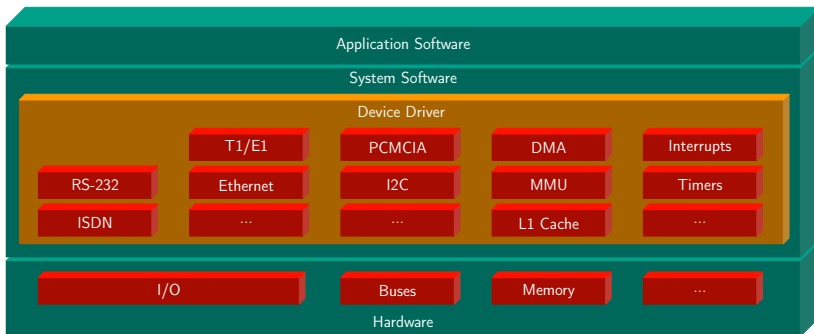 Application Software
System Software
Device Driver
T1/E1 PCMCIA DMA Interrupts
RS-232 Ethernet I2C MMU Timers
ISDN ... ... L1 Cache ...
I/O Buses Memory ...
Hardware